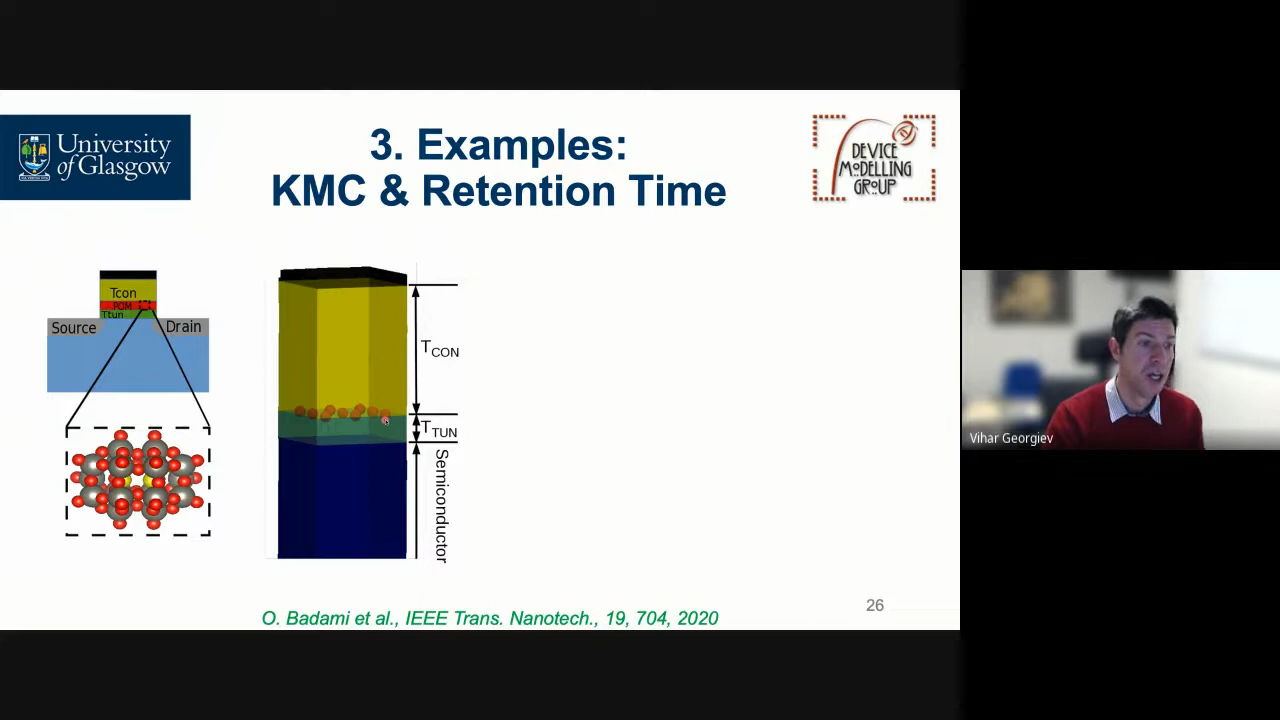 University
of Glasgow
3. Examples:
KMC & Retention Time
DEVICE
MODELLING
GROUP
Tcon
POM
Ttun
Source
Drain
TCON
TTUN
Semiconductor
Vihar Georgiev
26
O. Badami et al., IEEE Trans. Nanotech., 19, 704, 2020